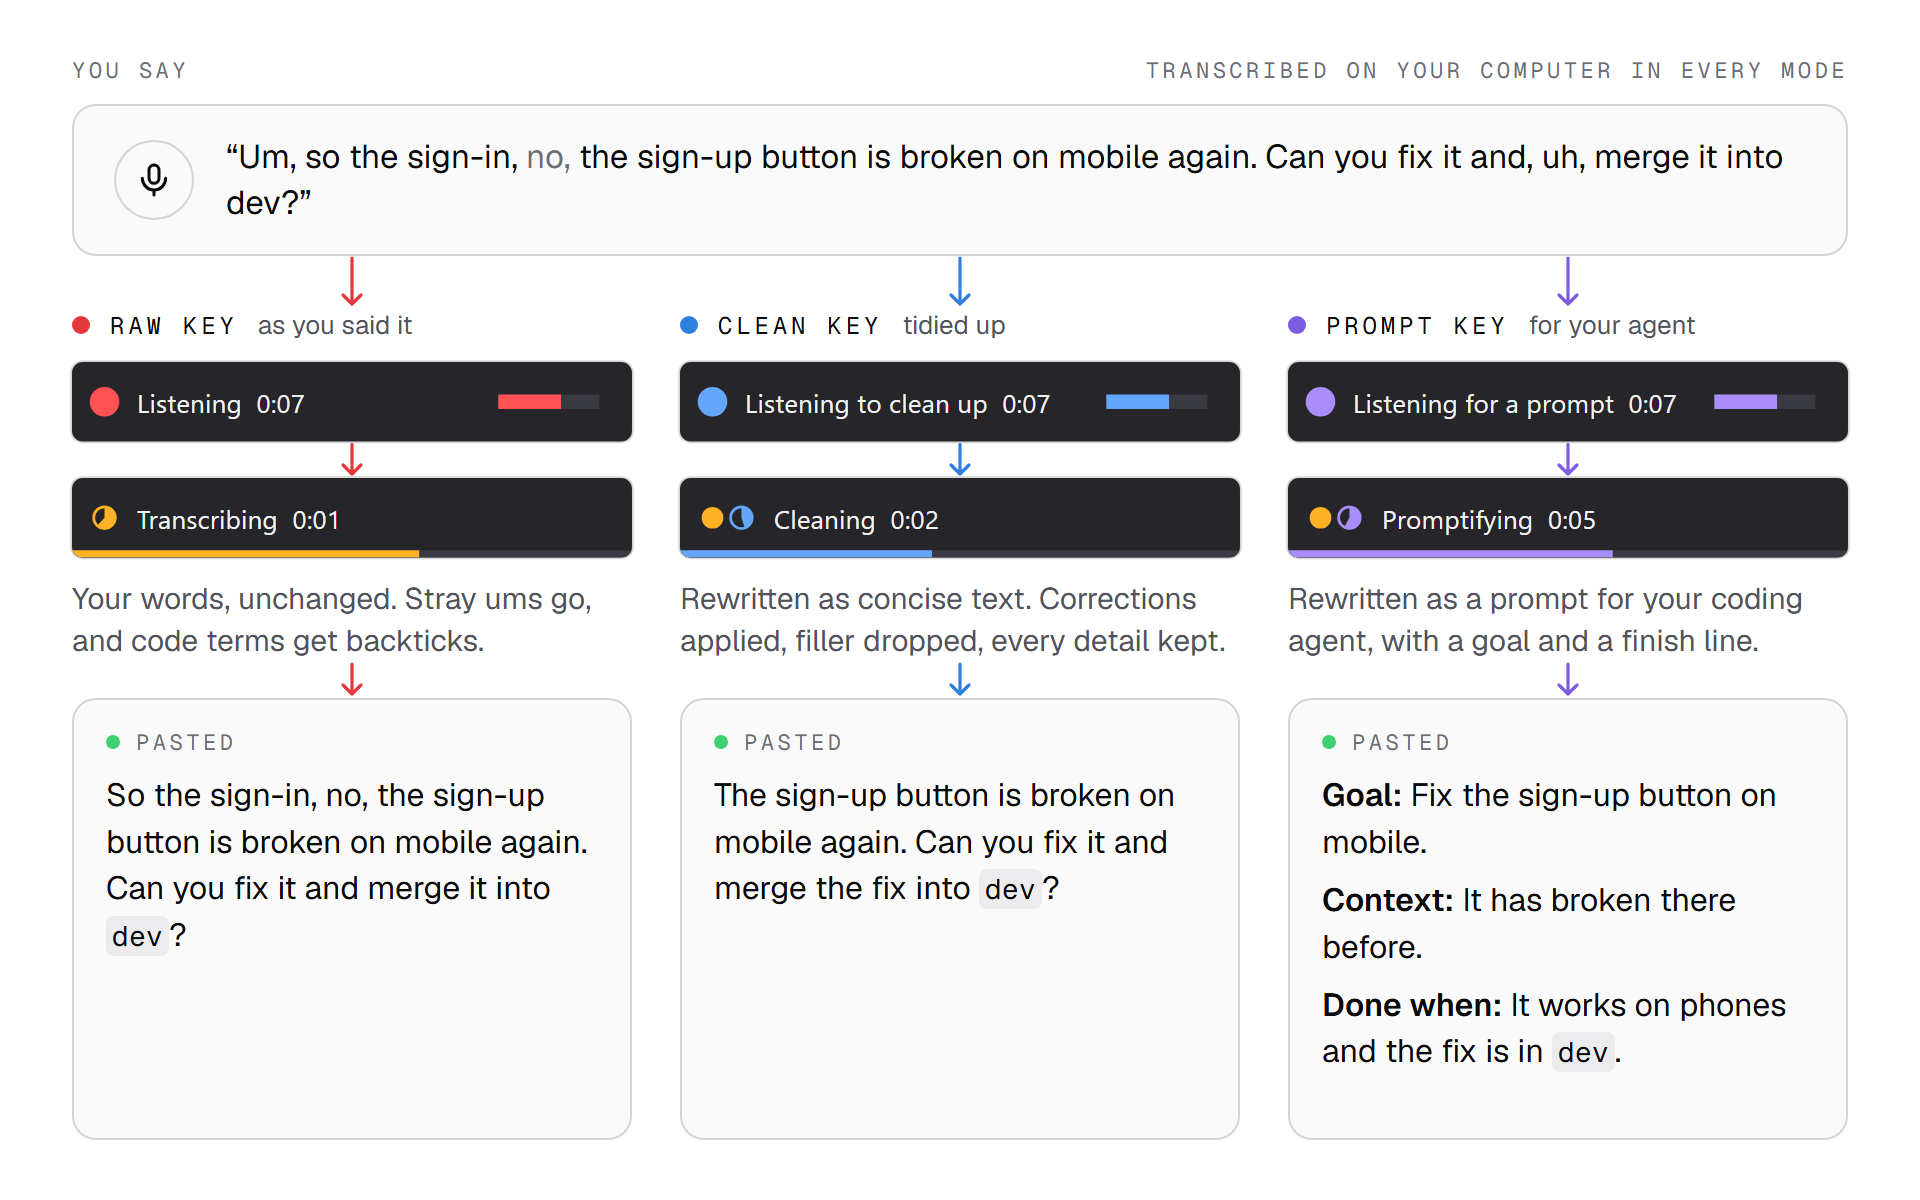 YOU SAY
TRANSCRIBED ON YOUR COMPUTER IN EVERY MODE
“Um, so the sign-in, no, the sign-up button is broken on mobile again. Can you fix it and, uh, merge it into
dev?”
RAW KEY as you said it
Listening 0:07
Transcribing 0:01
Your words, unchanged. Stray ums go,
and code terms get backticks.
PASTED
So the sign-in, no, the sign-up
button is broken on mobile again.
Can you fix it and merge it into
dev?
CLEAN KEY tidied up
Listening to clean up 0:07
Cleaning 0:02
Rewritten as concise text. Corrections
applied, filler dropped, every detail kept.
PASTED
The sign-up button is broken on
mobile again. Can you fix it and
merge the fix into dev?
PROMPT KEY for your agent
Listening for a prompt 0:07
Promptifying 0:05
Rewritten as a prompt for your coding
agent, with a goal and a finish line.
PASTED
Goal: Fix the sign-up button on
mobile.
Context: It has broken there
before.
Done when: It works on phones
and the fix is in dev.